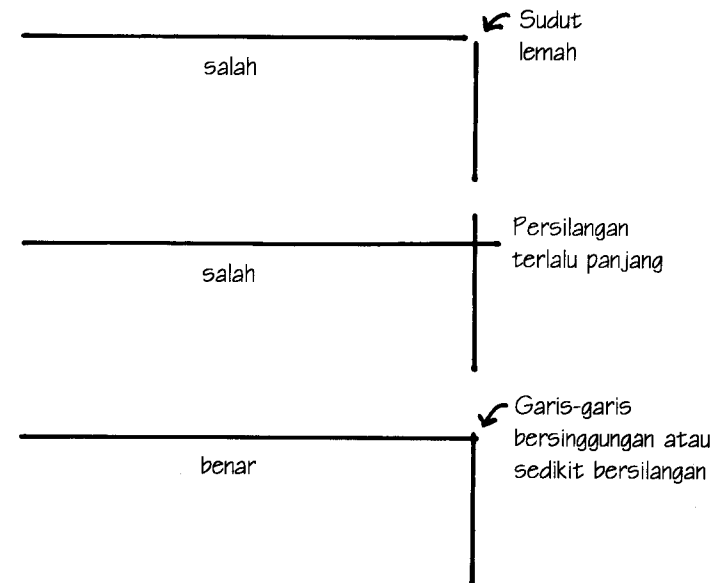 Sudut
lemah
salah
Persilangan
terlalu panjang
salah
Garis-garis
bersinggungan atau
sedikit bersilangan
benar